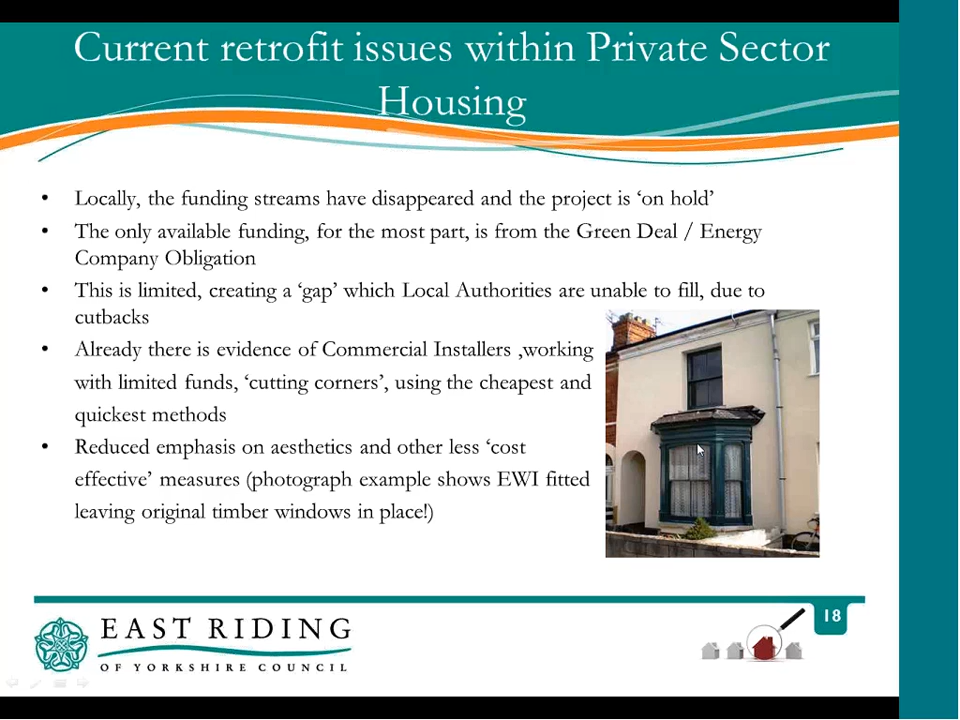 Current retrofit issues within Private Sector
Housing
• Locally, the funding streams have disappeared and the project is ‘on hold’
• The only available funding, for the most part, is from the Green Deal / Energy
Company Obligation
• This is limited, creating a ‘gap’ which Local Authorities are unable to fill, due to
cutbacks
• Already there is evidence of Commercial Installers ,working
with limited funds, ‘cutting corners’, using the cheapest and
quickest methods
• Reduced emphasis on aesthetics and other less ‘cost
effective’ measures (photograph example shows EWI fitted
leaving original timber windows in place!)
18
EAST RIDING
OF YORKSHIRE COUNCIL